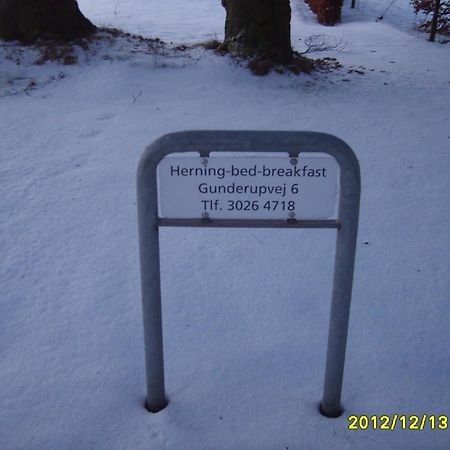 Herning-bed-breakfast
Gunderupvej 6
Tlf. 3026 4718
2012/12/13